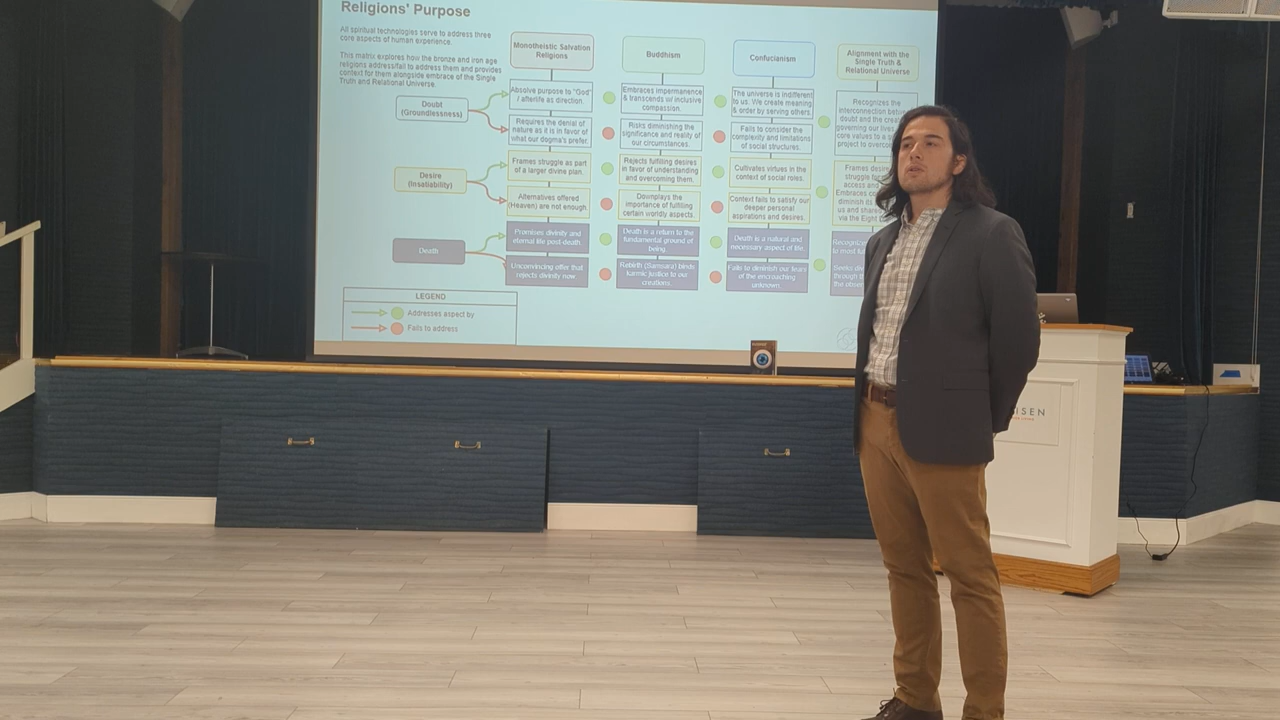 Religions' Purpose
All spiritual technologies serve to address three
core aspects of human experience.
This matrix explores how the bronze and iron age
religions address/fail to address them and provides
context for them alongside embrace of the Single
Truth and Relational Universe.
Monotheistic Salvation
Religions
Buddhism
Confucianism
Alignment with the
Single Truth &
Relational Universe
Doubt
(Groundlessness)
Absolve purpose to "God"
/ afterlife as direction.
Embraces impermanence
& transcends w/ inclusive
compassion.
The universe is indifferent
to us. We create meaning
& order by serving others.
Recognizes the
interconnection between
doubt and the
governing our lives
core values to a
project to
Requires the denial of
nature as it is in favor of
what our dogma's prefer.
Risks diminishing the
significance and reality of
our circumstances.
Fails to consider the
complexity and limitations
of social structures.
Desire
(Insatiability)
Frames struggle as part
of a larger divine plan.
Rejects fulfilling desires
in favor of understanding
and overcoming them.
Cultivates virtues in the
context of social roles.
Frames
struggle for
access and
Embraces
diminish its
us and
via the Eight
Alternatives offered
(Heaven) are not enough.
Downplays the
importance of fulfilling
certain worldly aspects.
Context fails to satisfy our
deeper personal
aspirations and desires.
Death
Promises divinity and
eternal life post-death.
Death is a return to the
fundamental ground of
being.
Death is a natural and
necessary aspect of life.
to most
through
the
Unconvincing offer that
rejects divinity now.
Rebirth (Samsara) binds
karmic justice to our
creations.
Fails to diminish our fears
of the encroaching
unknown.
LEGEND
Addresses aspect by
Fails to address
ISEN